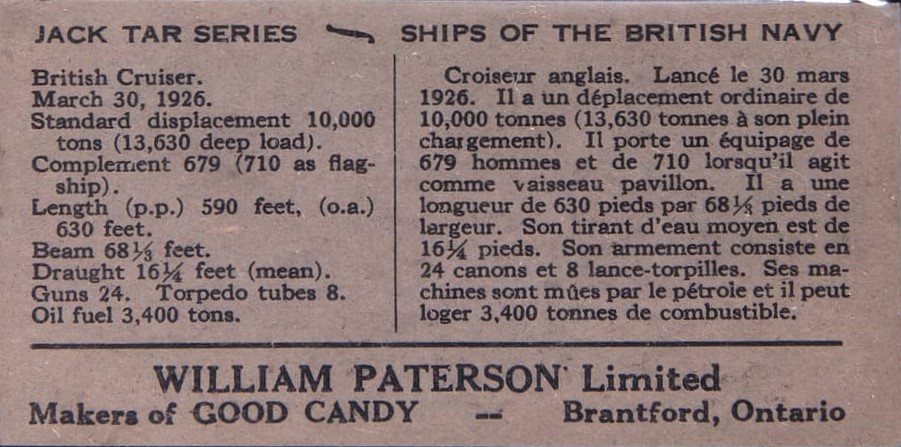 JACK TAR SERIES — SHIPS OF THE BRITISH NAVY
British Cruiser.
March 30, 1926.
Standard displacement 10,000
tons (13,630 deep load).
Complement 679 (710 as flag-
ship).
Length (p.p.) 590 feet, (o.a.)
630 feet.
Beam 68⅓ feet.
Draught 16¼ feet (mean).
Guns 24. Torpedo tubes 8.
Oil fuel 3,400 tons.
Croiseur anglais. Lancé le 30 mars
1926. Il a un déplacement ordinaire de
10,000 tonnes (13,630 tonnes à son plein
chargement). Il porte un équipage de
679 hommes et de 710 lorsqu'il agit
comme vaisseau pavillon. Il a une
longueur de 630 pieds par 68⅓ pieds de
largeur. Son tirant d'eau moyen est de
16¼ pieds. Son armement consiste en
24 canons et 8 lance-torpilles. Ses ma-
chines sont mûes par le pétrole et il peut
loger 3,400 tonnes de combustible.
WILLIAM PATERSON Limited
Makers of GOOD CANDY -- Brantford, Ontario